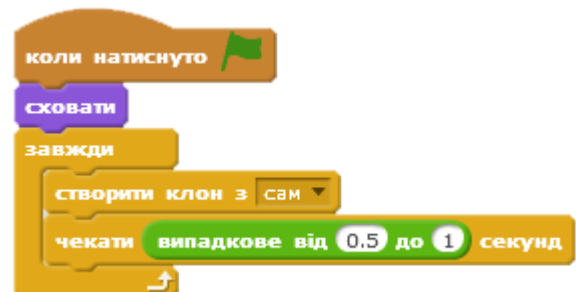 коли натиснуто
сховати
завжди
створити клон з сам
чекати випадкове від 0.5 до 1 секунд